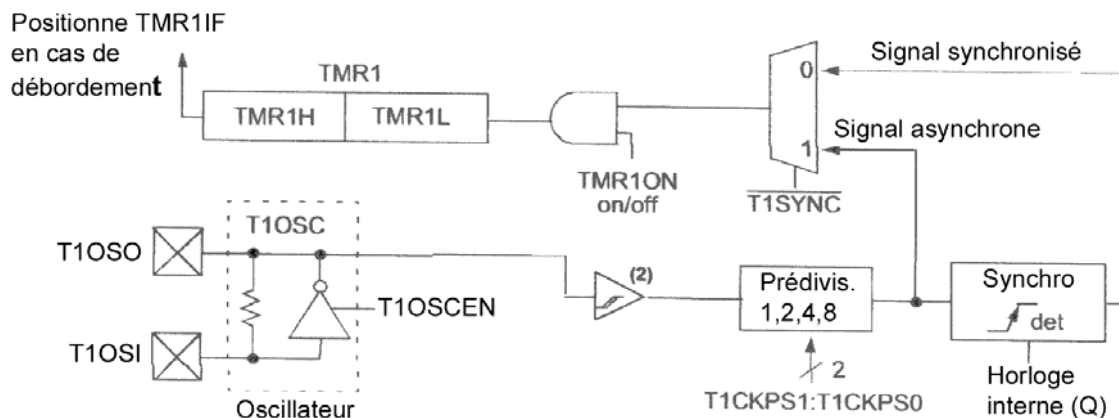 Positionne TMR1IF
en cas de
débordement
TMR1
TMR1H
TMR1L
TMR1ON
on/off
0
1
T1SYNC
Signal synchronisé
Signal asynchrone
T1OSO
T1OSI
T1OSC
T1OSCEN
Oscillateur
(2)
Prédivis.
1,2,4,8
2
T1CKPS1:T1CKPS0
Synchro
det
Horloge
interne (Q)